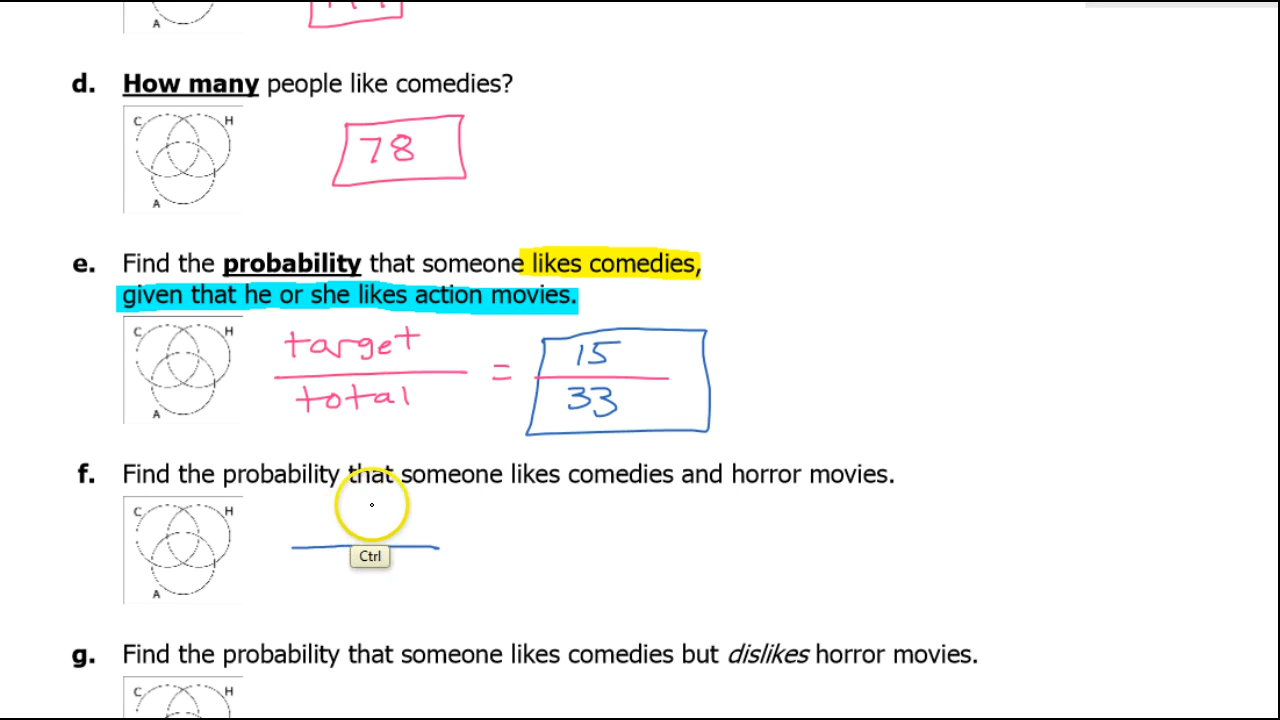 A
d. How many people like comedies?
C H
78
A
e. Find the probability that someone likes comedies,
given that he or she likes action movies.
C H
target
total
=
15
33
A
f. Find the probability that someone likes comedies and horror movies.
C H
Ctrl
A
g. Find the probability that someone likes comedies but dislikes horror movies.
C H